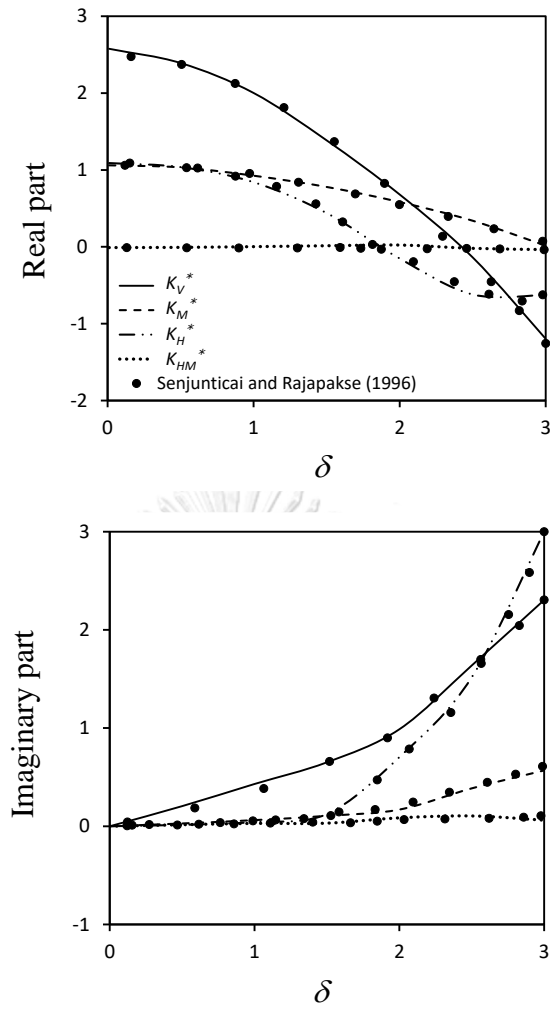 3
2
1
0
-1
-2
Real part
K_V^*
K_M^*
K_H^*
K_HM^*
Senjunticai and Rajapakse (1996)
0 1 2 3
δ
3
2
1
0
-1
Imaginary part
0 1 2 3
δ